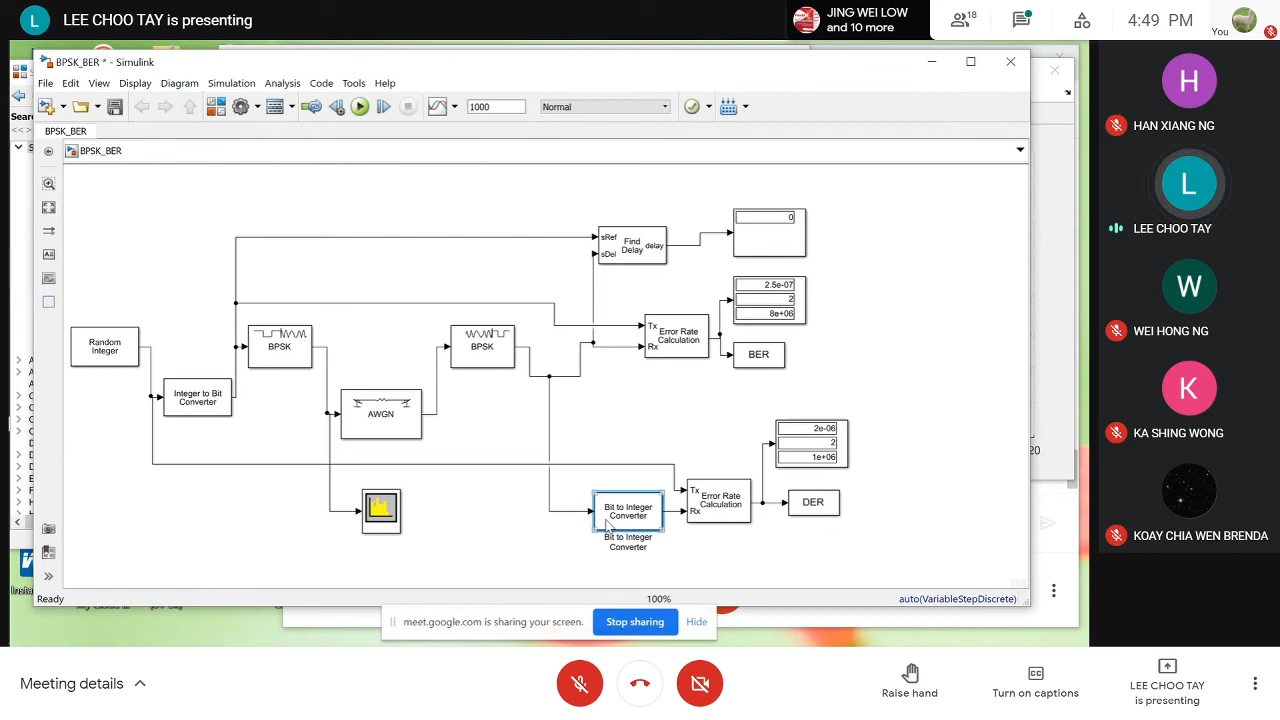 L LEE CHOO TAY is presenting
JING WEI LOW
and 10 more
18
4:49 PM
You
BPSK_BER * - Simulink
File Edit View Display Diagram Simulation Analysis Code Tools Help
1000
Normal
BPSK_BER
BPSK_BER
Sear
<<
S
0
sRef
sDel
Find
Delay
delay
2.5e-07
2
8e+06
Tx
Rx
Error Rate
Calculation
BER
Random
Integer
BPSK
BPSK
Integer to Bit
Converter
AWGN
2e-06
2
1e+06
Tx
Rx
Error Rate
Calculation
DER
Bit to Integer
Converter
Bit to Integer
Converter
20
Ready
100%
auto(VariableStepDiscrete)
meet.google.com is sharing your screen.
Stop sharing
Hide
H
HAN XIANG NG
L
LEE CHOO TAY
W
WEI HONG NG
K
KA SHING WONG
KOAY CHIA WEN BRENDA
Meeting details
Raise hand
Turn on captions
LEE CHOO TAY
is presenting